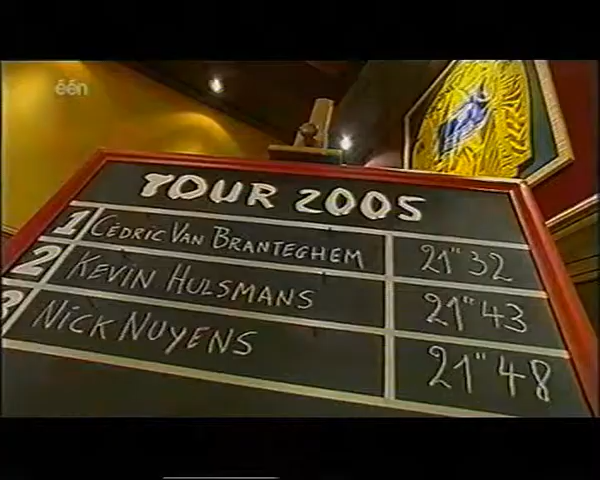 één
TOUR 2005
1 CEDRIC VAN BRANTEGHEM 21"32
2 KEVIN HULSMANS 21"43
3 NICK NUYENS 21"48